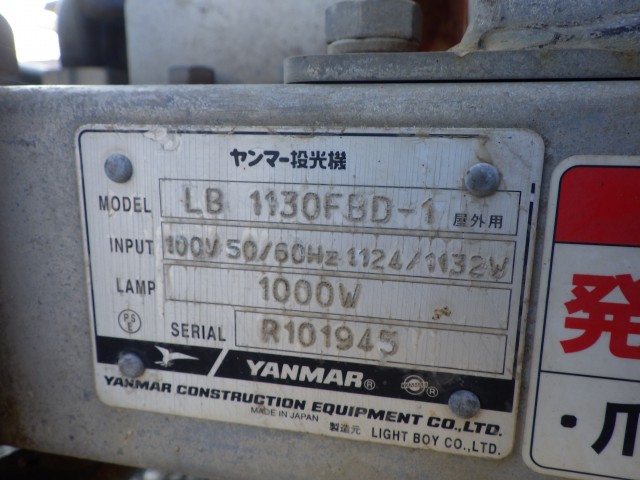 ヤンマー投光機
MODEL LB 1130FBD-1 屋外用
INPUT 100V 50/60Hz 1124/1132W
LAMP 1000W
PSE SERIAL R101945
YANMAR®
YANMAR CONSTRUCTION EQUIPMENT CO.,LTD.
MADE IN JAPAN 製造元 LIGHT BOY CO.,LTD.
発
・爪